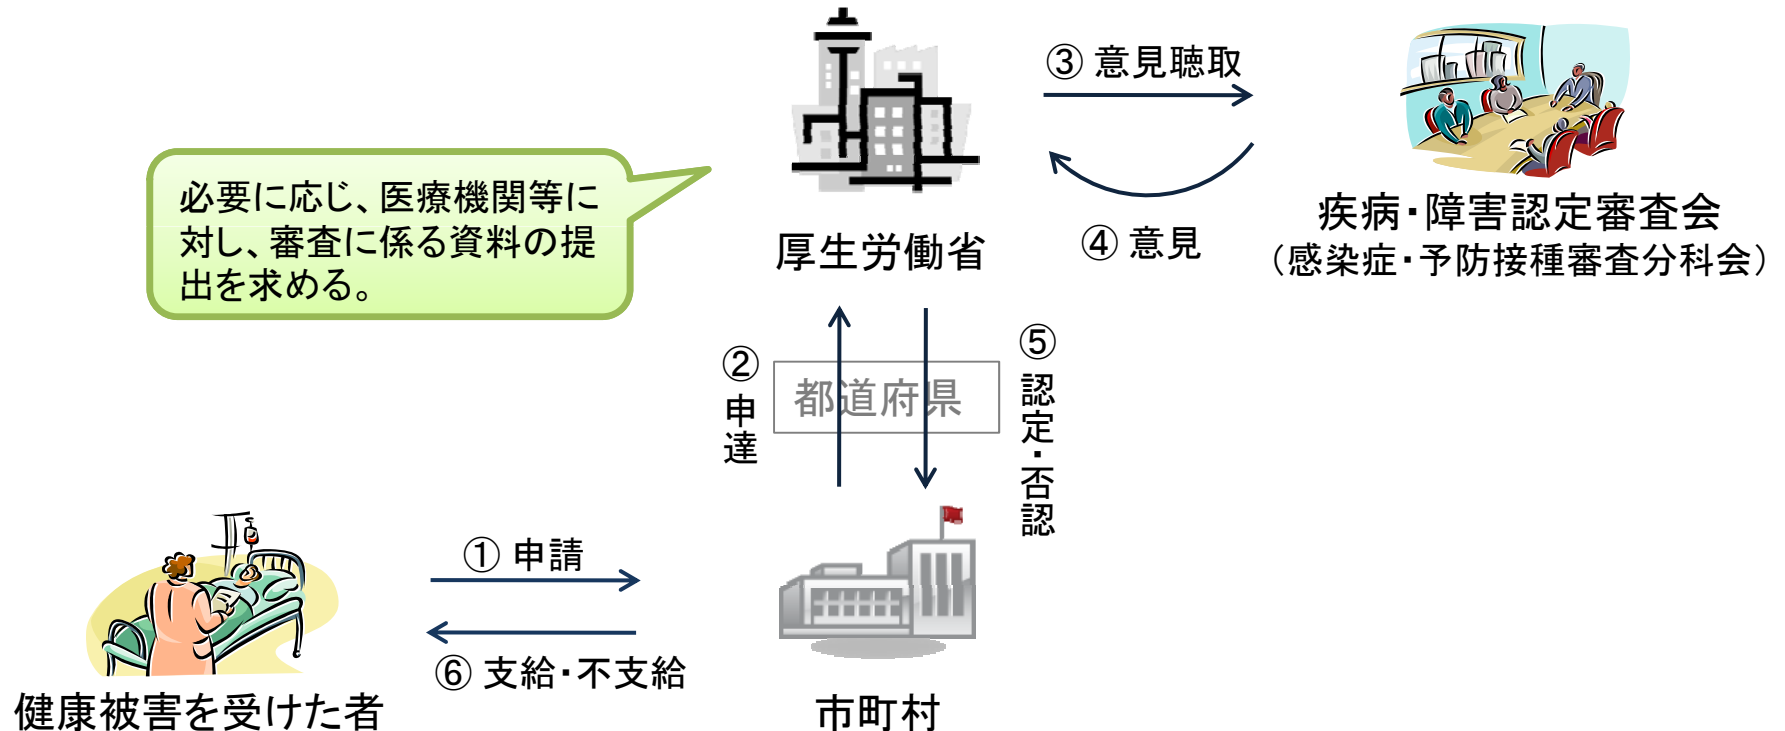 ③ 意見聴取
必要に応じ、医療機関等に
対し、審査に係る資料の提
出を求める。
厚生労働省
④ 意見
疾病・障害認定審査会
（感染症・予防接種審査分科会）
② 申達
都道府県
⑤ 認定・否認
① 申請
⑥ 支給・不支給
健康被害を受けた者
市町村